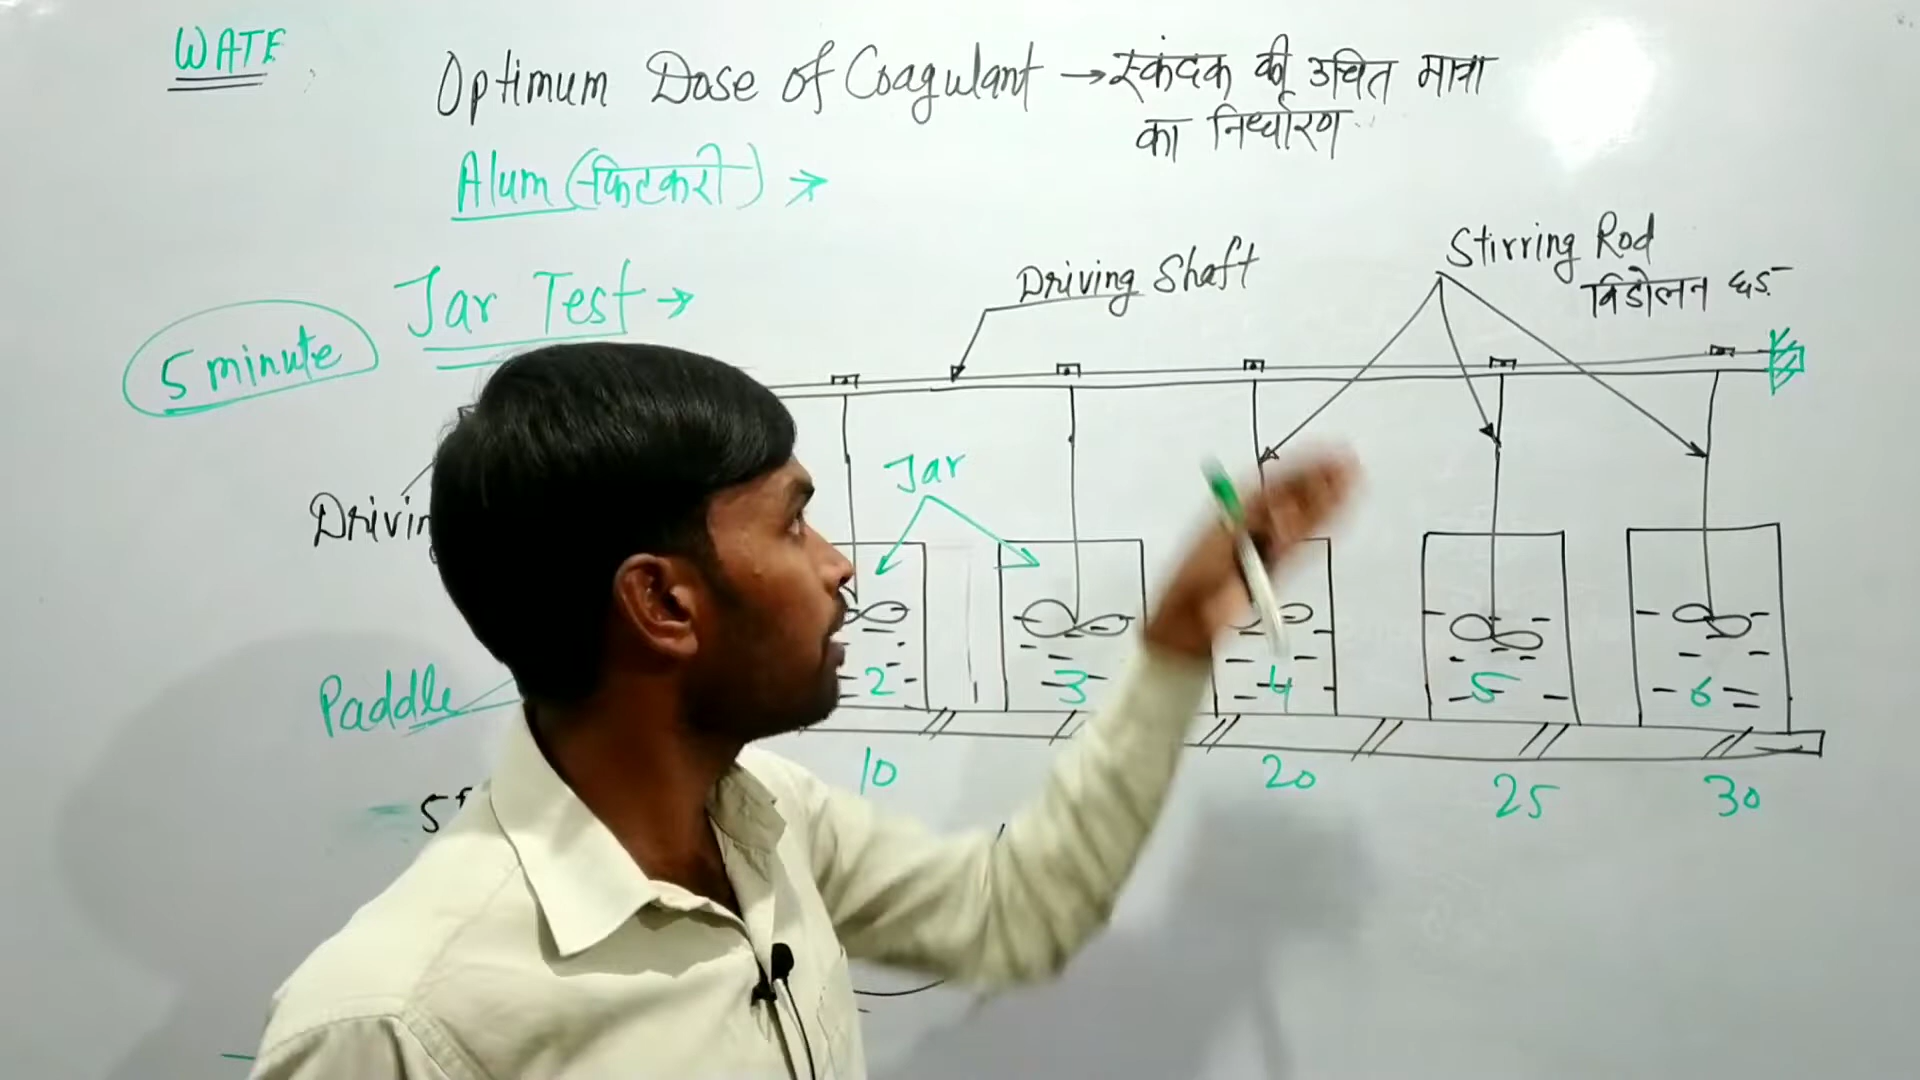 WATE
Optimum Dose of Coagulant → स्कंदक की उचित मात्रा
का निर्धारण
Alum (फिटकरी) →
Jar Test →
5 minute
Driving Shaft
Stirring Rod
विडोलन छड़
Jar
Drivin
Paddle
2 3 4 5 6
10 20 25 30